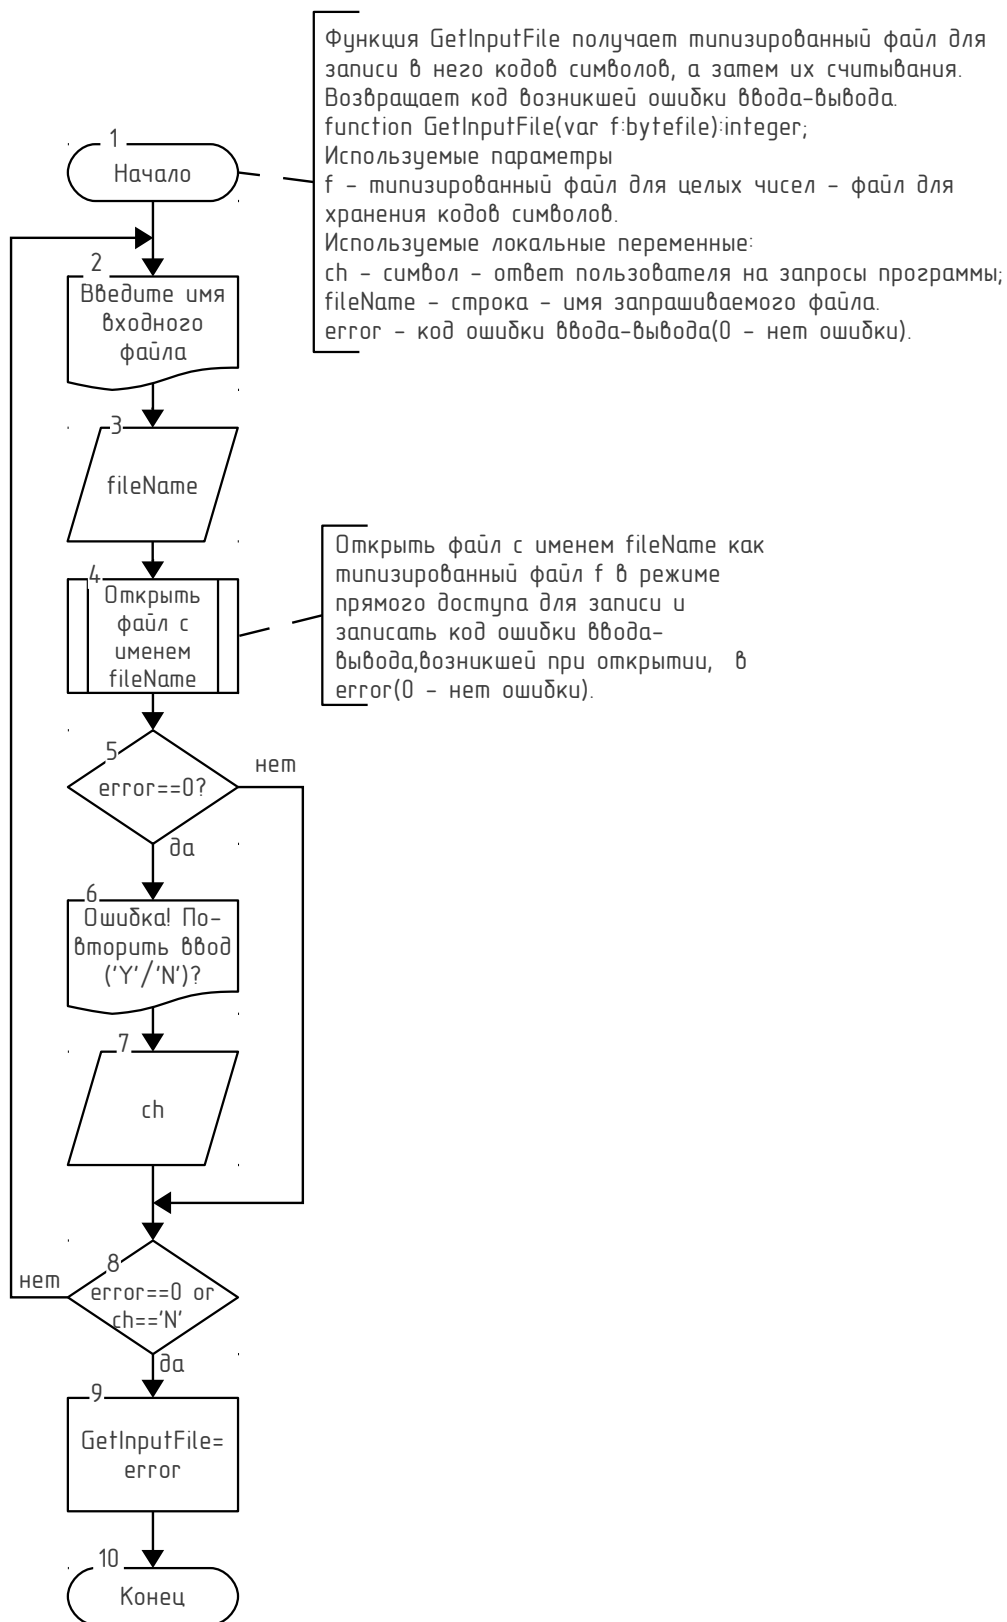 Функция GetInputFile получает типизированный файл для
записи в него кодов символов, а затем их считывания.
Возвращает код возникшей ошибки ввода-вывода.
function GetInputFile(var f:bytefile):integer;
Используемые параметры
f - типизированный файл для целых чисел - файл для
хранения кодов символов.
Используемые локальные переменные:
ch - символ - ответ пользователя на запросы программы;
fileName - строка - имя запрашиваемого файла.
error - код ошибки ввода-вывода(0 - нет ошибки).
1
Начало
2
Введите имя
входного
файла
3
fileName
4
Открыть
файл с
именем
fileName
Открыть файл с именем fileName как
типизированный файл f в режиме
прямого доступа для записи и
записать код ошибки ввода-
вывода,возникшей при открытии, в
error(0 - нет ошибки).
5
error==0?
нет
да
6
Ошибка! По-
вторить ввод
('Y'/'N')?
7
ch
8
error==0 or
ch=='N'
нет
да
9
GetInputFile=
error
10
Конец